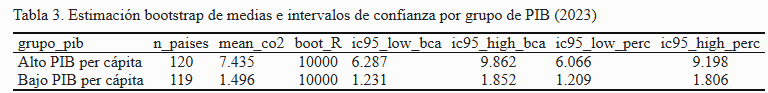 Tabla 3. Estimación bootstrap de medias e intervalos de confianza por grupo de PIB (2023)
grupo_pib n_paises mean_co2 boot_R ic95_low_bca ic95_high_bca ic95_low_perc ic95_high_perc
Alto PIB per cápita 120 7.435 10000 6.287 9.862 6.066 9.198
Bajo PIB per cápita 119 1.496 10000 1.231 1.852 1.209 1.806